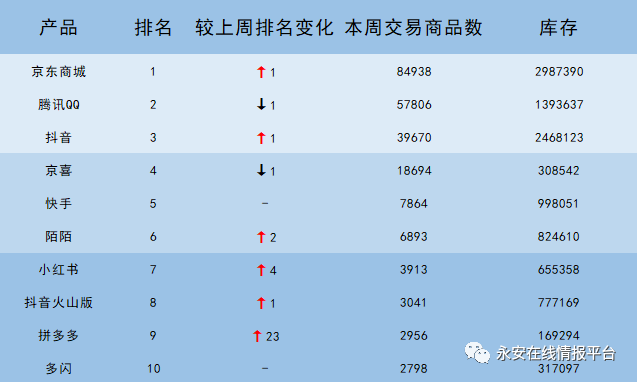 产品 排名 较上周排名变化 本周交易商品数 库存
京东商城 1 ↑ 1 84938 2987390
腾讯QQ 2 ↓ 1 57806 1393637
抖音 3 ↑ 1 39670 2468123
京喜 4 ↓ 1 18694 308542
快手 5 - 7864 998051
陌陌 6 ↑ 2 6893 824610
小红书 7 ↑ 4 3913 655358
抖音火山版 8 ↑ 1 3041 777169
拼多多 9 ↑ 23 2956 169294
多闪 10 - 2798 317097
永安在线情报平台